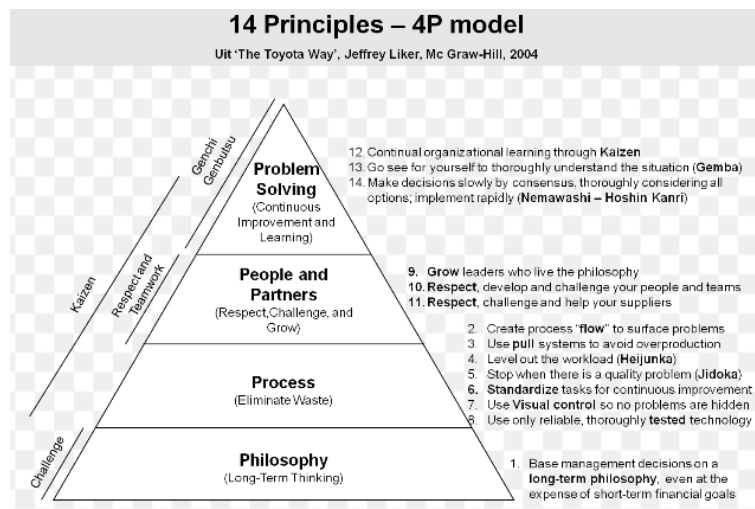 14 Principles – 4P model
Uit ‘The Toyota Way’, Jeffrey Liker, Mc Graw-Hill, 2004
Genchi
Genbutsu
Problem
Solving
(Continuous
Improvement and
Learning)
12. Continual organizational learning through Kaizen
13. Go see for yourself to thoroughly understand the situation (Gemba)
14. Make decisions slowly by consensus, thoroughly considering all
options; implement rapidly (Nemawashi – Hoshin Kanri)
Kaizen
Respect and
Teamwork
People and
Partners
(Respect,Challenge, and
Grow)
9. Grow leaders who live the philosophy
10. Respect, develop and challenge your people and teams
11. Respect, challenge and help your suppliers
Process
(Eliminate Waste)
2. Create process “flow” to surface problems
3. Use pull systems to avoid overproduction
4. Level out the workload (Heijunka)
5. Stop when there is a quality problem (Jidoka)
6. Standardize tasks for continuous improvement
7. Use Visual control so no problems are hidden
8. Use only reliable, thoroughly tested technology
Challenge
Philosophy
(Long-Term Thinking)
1. Base management decisions on a
long-term philosophy, even at the
expense of short-term financial goals